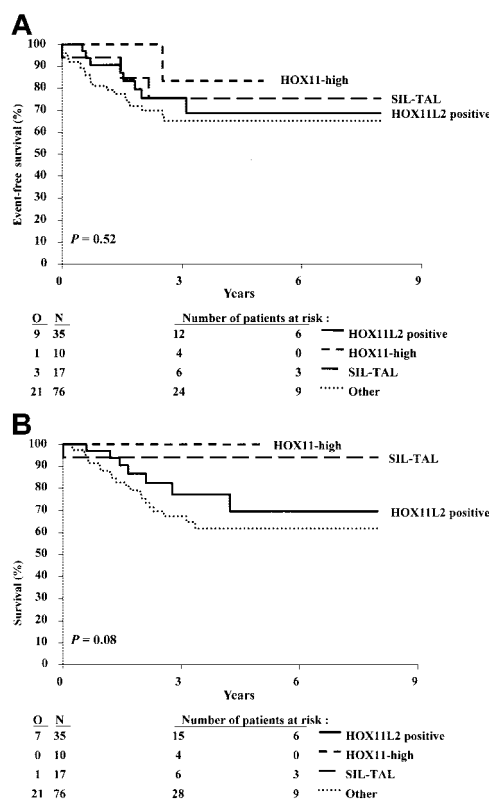 A
100
90
80
70
60
50
40
30
20
10
0
Event-free survival (%)
HOX11-high
SIL-TAL
HOX11L2 positive
P = 0.52
0 3 6 9
Years
O N Number of patients at risk :
9 35 12 6 HOX11L2 positive
1 10 4 0 HOX11-high
3 17 6 3 SIL-TAL
21 76 24 9 Other
B
100
90
80
70
60
50
40
30
20
10
0
Survival (%)
HOX11-high
SIL-TAL
HOX11L2 positive
P = 0.08
0 3 6 9
Years
O N Number of patients at risk :
7 35 15 6 HOX11L2 positive
0 10 4 0 HOX11-high
1 17 6 3 SIL-TAL
21 76 28 9 Other